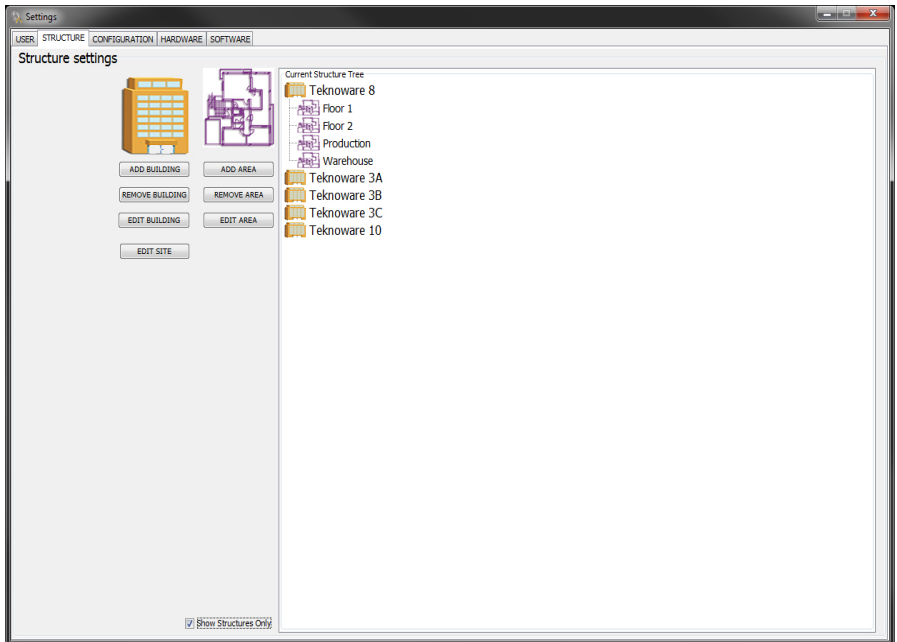 Settings
USER STRUCTURE CONFIGURATION HARDWARE SOFTWARE
Structure settings
ADD BUILDING ADD AREA
REMOVE BUILDING REMOVE AREA
EDIT BUILDING EDIT AREA
EDIT SITE
Show Structures Only
Current Structure Tree
Teknoware 8
Floor 1
Floor 2
Production
Warehouse
Teknoware 3A
Teknoware 3B
Teknoware 3C
Teknoware 10